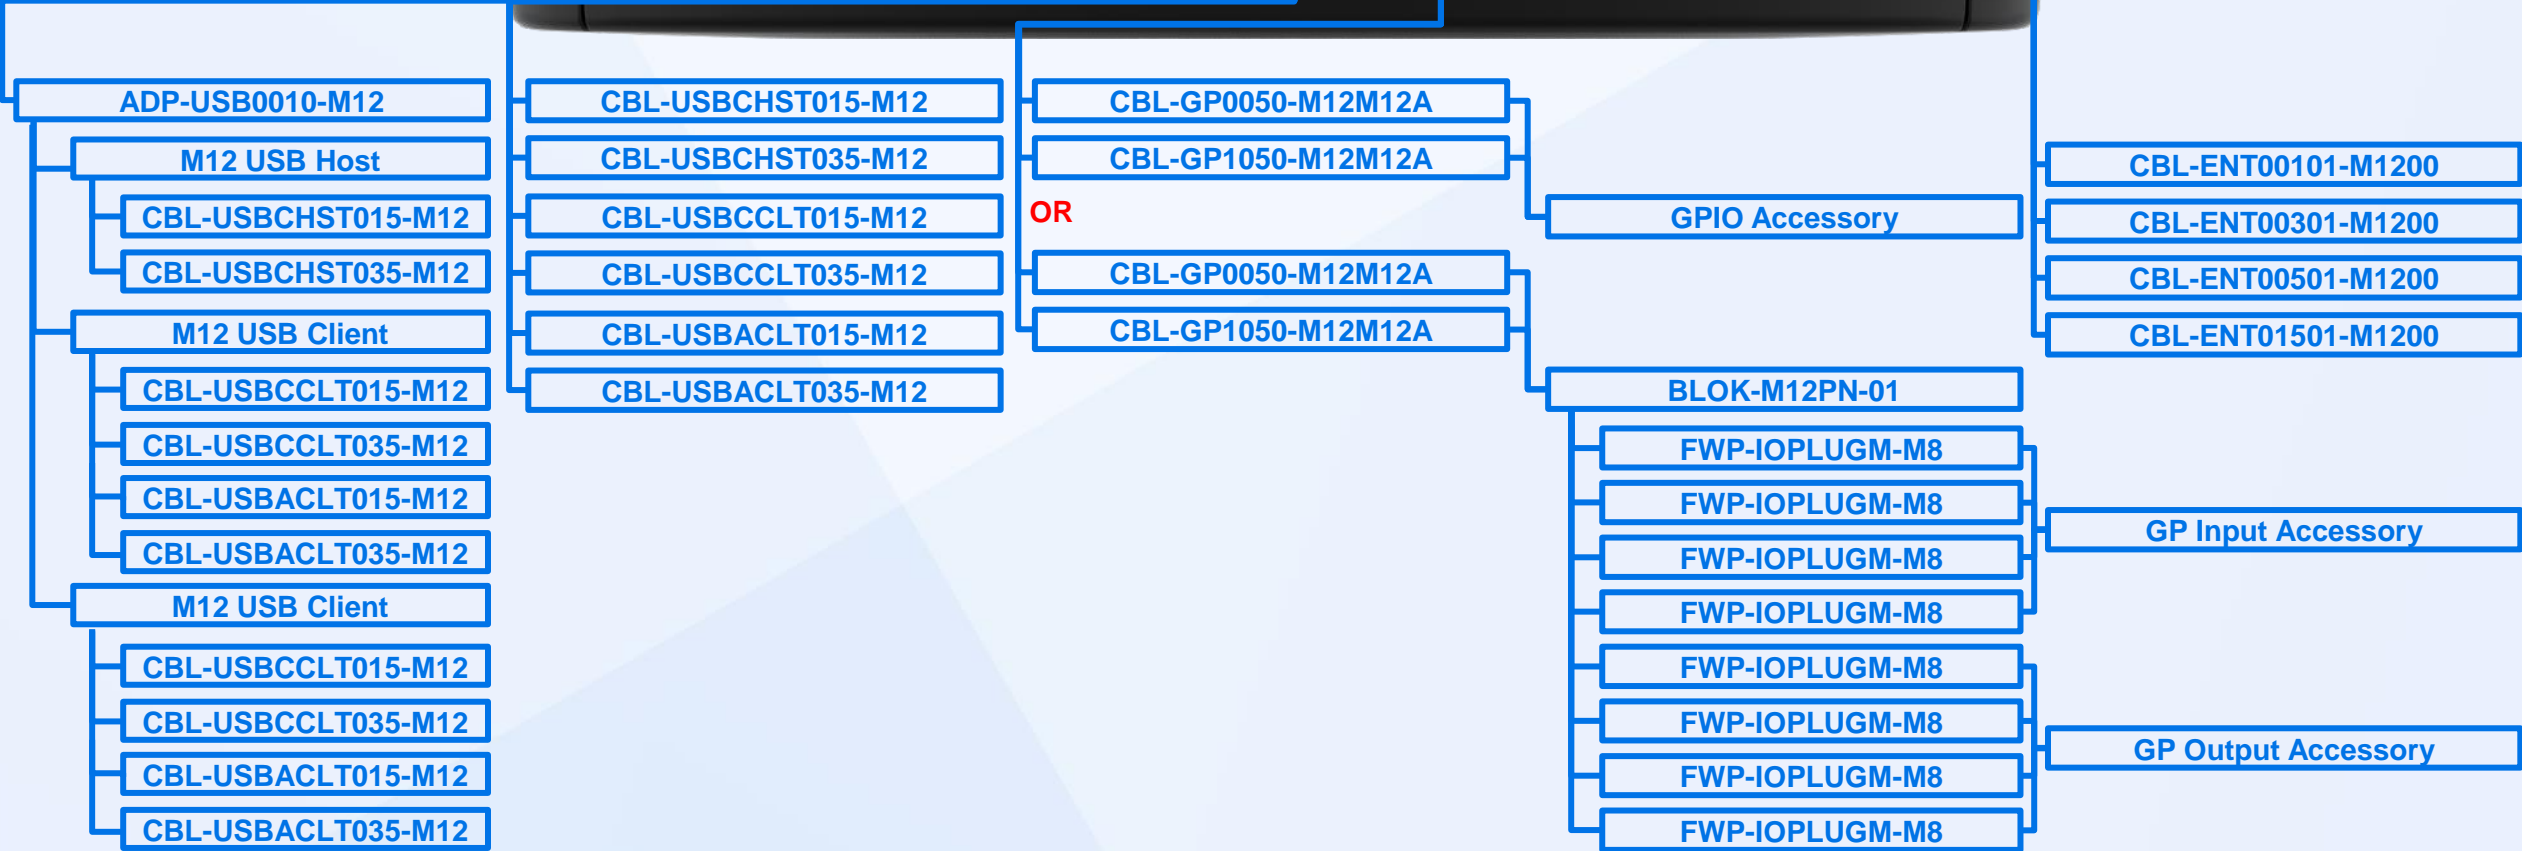 ADP-USB0010-M12
M12 USB Host
CBL-USBCHST015-M12
CBL-USBCHST035-M12
M12 USB Client
CBL-USBCCLT015-M12
CBL-USBCCLT035-M12
CBL-USBACLT015-M12
CBL-USBACLT035-M12
M12 USB Client
CBL-USBCCLT015-M12
CBL-USBCCLT035-M12
CBL-USBACLT015-M12
CBL-USBACLT035-M12
CBL-USBCHST015-M12
CBL-USBCHST035-M12
CBL-USBCCLT015-M12
CBL-USBCCLT035-M12
CBL-USBACLT015-M12
CBL-USBACLT035-M12
CBL-GP0050-M12M12A
CBL-GP1050-M12M12A
OR
CBL-GP0050-M12M12A
CBL-GP1050-M12M12A
GPIO Accessory
BLOK-M12PN-01
FWP-IOPLUGM-M8
FWP-IOPLUGM-M8
FWP-IOPLUGM-M8
FWP-IOPLUGM-M8
FWP-IOPLUGM-M8
FWP-IOPLUGM-M8
FWP-IOPLUGM-M8
FWP-IOPLUGM-M8
CBL-ENT00101-M1200
CBL-ENT00301-M1200
CBL-ENT00501-M1200
CBL-ENT01501-M1200
GP Input Accessory
GP Output Accessory